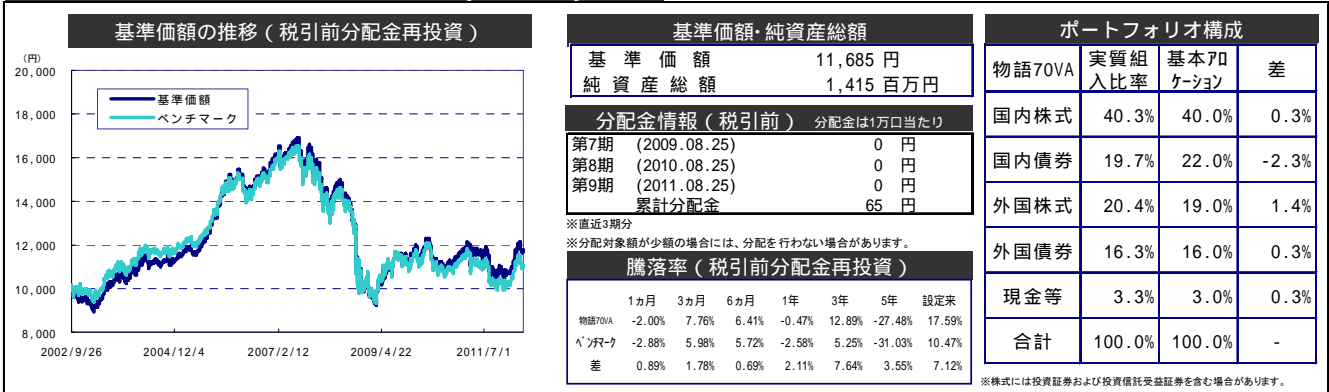 基準価額の推移（税引前分配金再投資）
(円)
20,000
18,000
16,000
14,000
12,000
10,000
8,000
基準価額
ベンチマーク
2002/9/26 2004/12/4 2007/2/12 2009/4/22 2011/7/1
基準価額･純資産総額
基準価額 11,685 円
純資産総額 1,415 百万円
分配金情報（税引前） 分配金は1万口当たり
第7期 (2009.08.25) 0 円
第8期 (2010.08.25) 0 円
第9期 (2011.08.25) 0 円
累計分配金 65 円
※直近3期分
※分配対象額が少額の場合には、分配を行わない場合があります。
騰落率（税引前分配金再投資）
1ヵ月 3ヵ月 6ヵ月 1年 3年 5年 設定来
物語70VA -2.00% 7.76% 6.41% -0.47% 12.89% -27.48% 17.59%
ﾍﾞﾝﾁﾏｰｸ -2.88% 5.98% 5.72% -2.58% 5.25% -31.03% 10.47%
差 0.89% 1.78% 0.69% 2.11% 7.64% 3.55% 7.12%
ポートフォリオ構成
物語70VA 実質組入比率 基本ｱﾛｹｰｼｮﾝ 差
国内株式 40.3% 40.0% 0.3%
国内債券 19.7% 22.0% -2.3%
外国株式 20.4% 19.0% 1.4%
外国債券 16.3% 16.0% 0.3%
現金等 3.3% 3.0% 0.3%
合計 100.0% 100.0% -
※株式には投資証券および投資信託受益証券を含む場合があります。